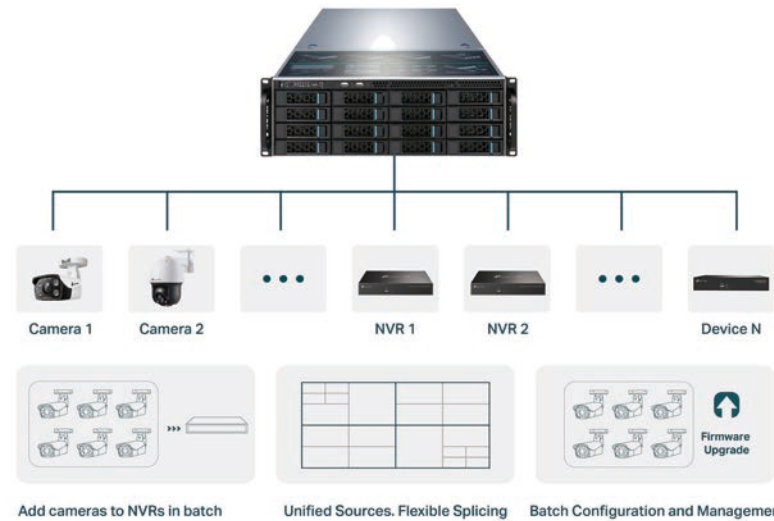 Camera 1
Camera 2
NVR 1
NVR 2
Device N
Firmware
Upgrade
Add cameras to NVRs in batch
Unified Sources. Flexible Splicing
Batch Configuration and Managemen